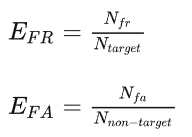 E_{FR} = \frac{N_{fr}}{N_{target}}
E_{FA} = \frac{N_{fa}}{N_{non-target}}